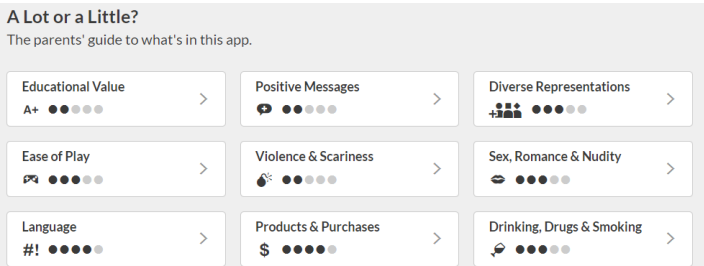 A Lot or a Little?
The parents' guide to what's in this app.
Educational Value
Positive Messages
Diverse Representations
A+
Ease of Play
Violence & Scariness
Sex, Romance & Nudity
Language
Products & Purchases
Drinking, Drugs & Smoking
#!
$